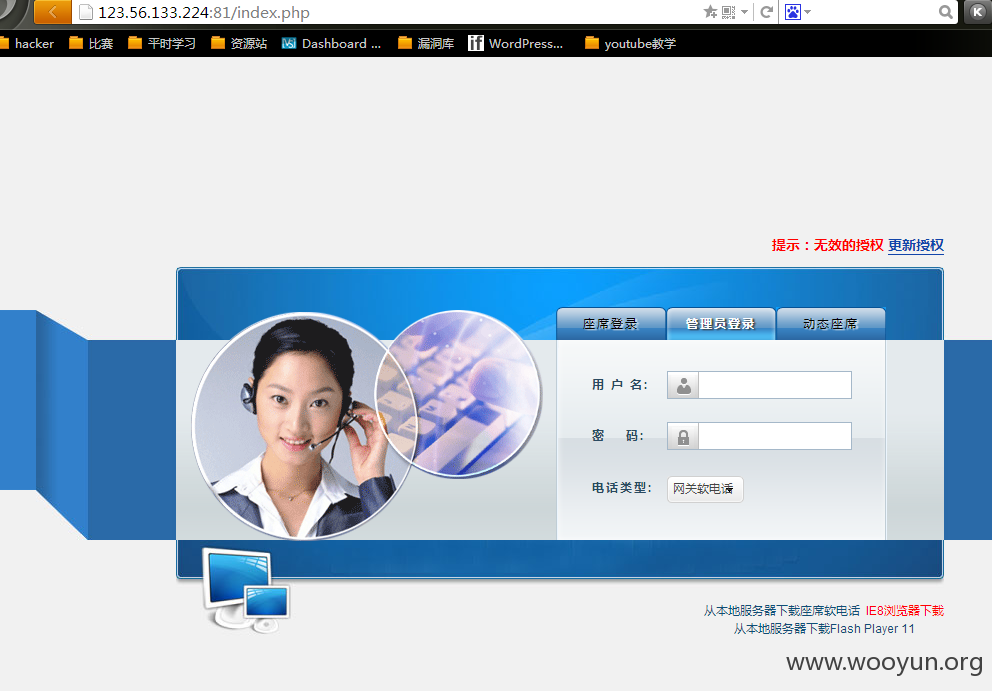 123.56.133.224:81/index.php
hacker 比赛 平时学习 资源站 Dashboard ... 漏洞库 WordPress... youtube教学
提示：无效的授权 更新授权
座席登录 管理员登录 动态座席
用 户 名:
密 码:
电话类型: 网关软电话
从本地服务器下载座席软电话 IE8浏览器下载
从本地服务器下载Flash Player 11
www.wooyun.org